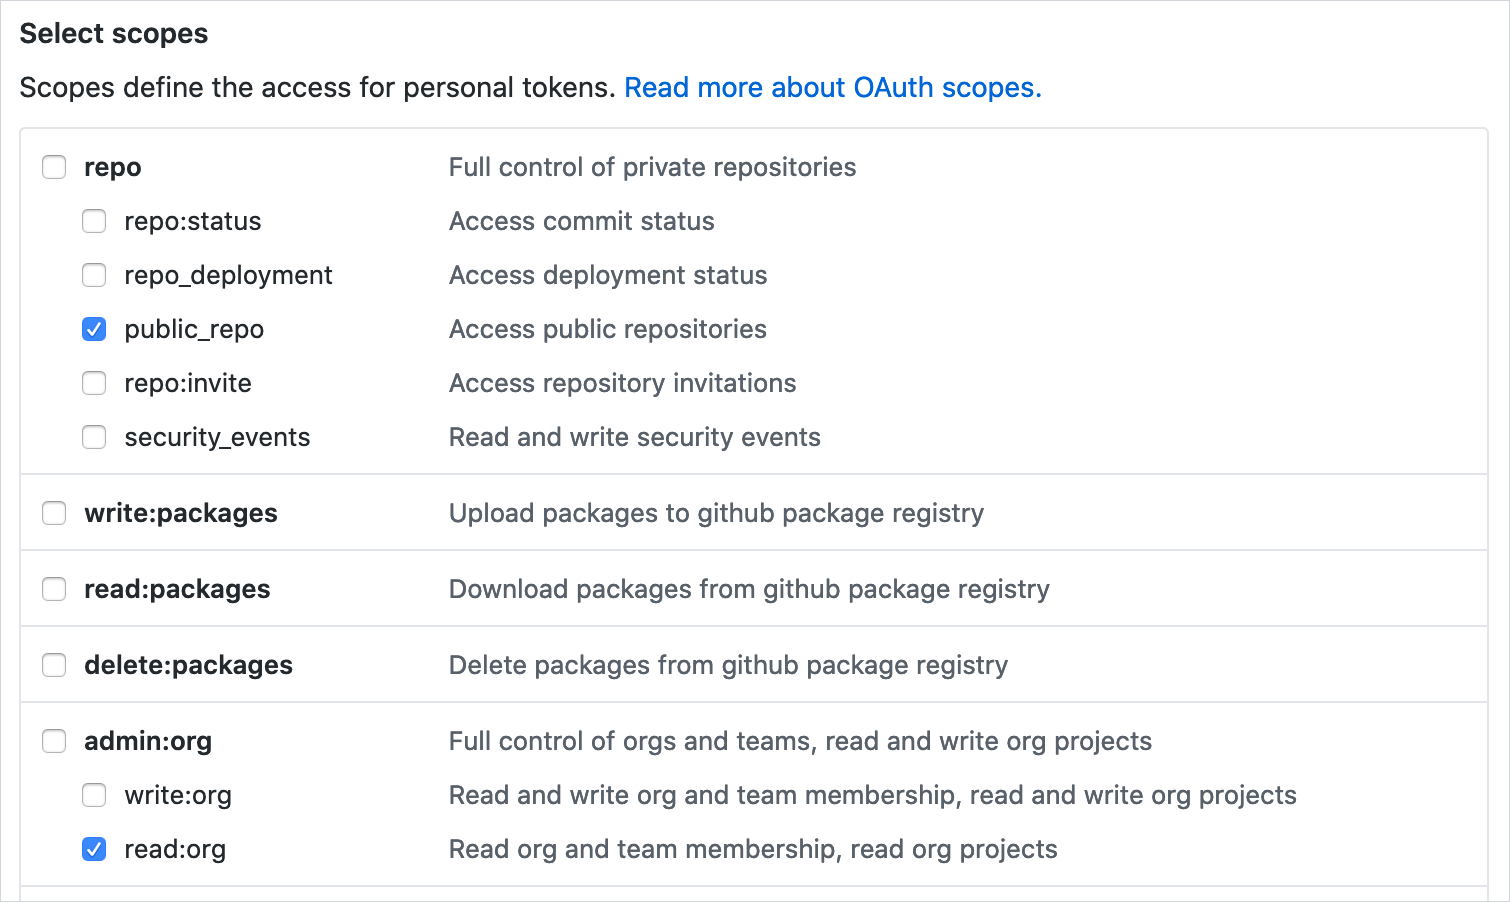 Select scopes
Scopes define the access for personal tokens. Read more about OAuth scopes.
repo Full control of private repositories
repo:status Access commit status
repo_deployment Access deployment status
public_repo Access public repositories
repo:invite Access repository invitations
security_events Read and write security events
write:packages Upload packages to github package registry
read:packages Download packages from github package registry
delete:packages Delete packages from github package registry
admin:org Full control of orgs and teams, read and write org projects
write:org Read and write org and team membership, read and write org projects
read:org Read org and team membership, read org projects